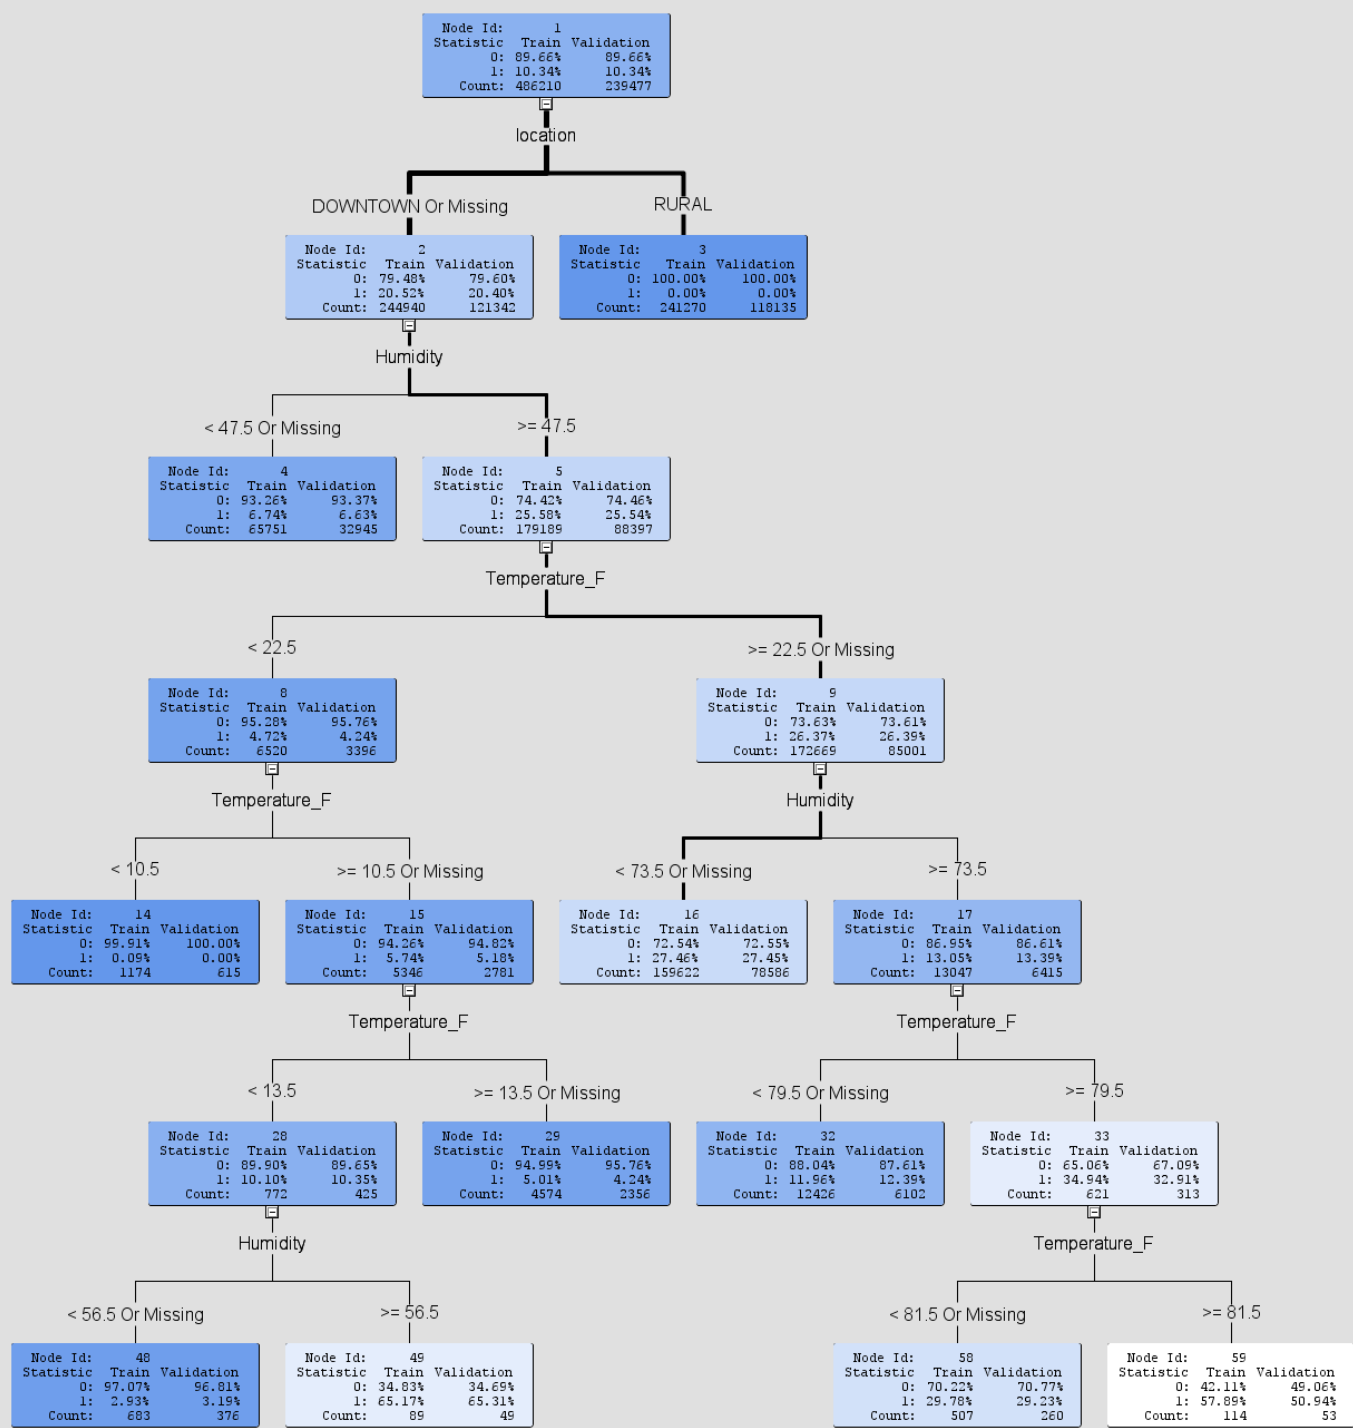 Node Id: 1
Statistic Train Validation
0: 89.66% 89.66%
1: 10.34% 10.34%
Count: 486210 239477
location
DOWNTOWN Or Missing
RURAL
Node Id: 2
Statistic Train Validation
0: 79.48% 79.60%
1: 20.52% 20.40%
Count: 244940 121342
Node Id: 3
Statistic Train Validation
0: 100.00% 100.00%
1: 0.00% 0.00%
Count: 241270 118135
Humidity
< 47.5 Or Missing
>= 47.5
Node Id: 4
Statistic Train Validation
0: 93.26% 93.37%
1: 6.74% 6.63%
Count: 65751 32945
Node Id: 5
Statistic Train Validation
0: 74.42% 74.46%
1: 25.58% 25.54%
Count: 179189 88397
Temperature_F
< 22.5
>= 22.5 Or Missing
Node Id: 8
Statistic Train Validation
0: 95.28% 95.76%
1: 4.72% 4.24%
Count: 6520 3396
Node Id: 9
Statistic Train Validation
0: 73.63% 73.61%
1: 26.37% 26.39%
Count: 172669 85001
Temperature_F
Humidity
< 10.5
>= 10.5 Or Missing
< 73.5 Or Missing
>= 73.5
Node Id: 14
Statistic Train Validation
0: 99.91% 100.00%
1: 0.09% 0.00%
Count: 1174 615
Node Id: 15
Statistic Train Validation
0: 94.26% 94.82%
1: 5.74% 5.18%
Count: 5346 2781
Node Id: 16
Statistic Train Validation
0: 72.54% 72.55%
1: 27.46% 27.45%
Count: 159622 78586
Node Id: 17
Statistic Train Validation
0: 86.95% 86.61%
1: 13.05% 13.39%
Count: 13047 6415
Temperature_F
Temperature_F
< 13.5
>= 13.5 Or Missing
< 79.5 Or Missing
>= 79.5
Node Id: 28
Statistic Train Validation
0: 89.90% 89.65%
1: 10.10% 10.35%
Count: 772 425
Node Id: 29
Statistic Train Validation
0: 94.99% 95.76%
1: 5.01% 4.24%
Count: 4574 2356
Node Id: 32
Statistic Train Validation
0: 88.04% 87.61%
1: 11.96% 12.39%
Count: 12426 6102
Node Id: 33
Statistic Train Validation
0: 65.06% 67.09%
1: 34.94% 32.91%
Count: 621 313
Humidity
Temperature_F
< 56.5 Or Missing
>= 56.5
< 81.5 Or Missing
>= 81.5
Node Id: 48
Statistic Train Validation
0: 97.07% 96.81%
1: 2.93% 3.19%
Count: 683 376
Node Id: 49
Statistic Train Validation
0: 34.83% 34.69%
1: 65.17% 65.31%
Count: 89 49
Node Id: 58
Statistic Train Validation
0: 70.22% 70.77%
1: 29.78% 29.23%
Count: 507 260
Node Id: 59
Statistic Train Validation
0: 42.11% 49.06%
1: 57.89% 50.94%
Count: 114 53